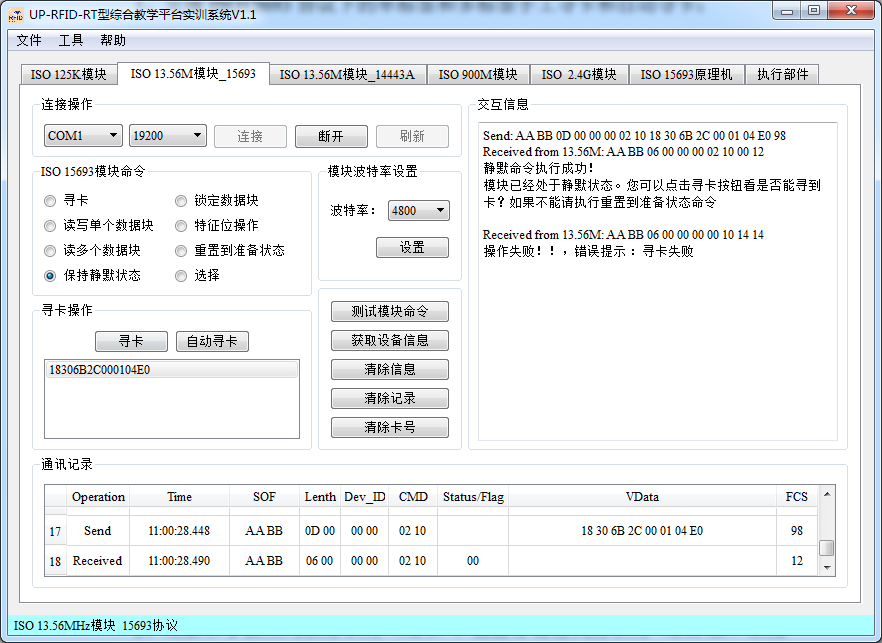 UP-RFID-RT型综合教学平台实训系统V1.1
文件 工具 帮助
ISO 125K模块 ISO 13.56M模块_15693 ISO 13.56M模块_14443A ISO 900M模块 ISO 2.4G模块 ISO 15693原理机 执行部件
连接操作
COM1 19200 连接 断开 刷新
ISO 15693模块命令
寻卡 锁定数据块
读写单个数据块 特征位操作
读多个数据块 重置到准备状态
保持静默状态 选择
模块波特率设置
波特率： 4800
设置
寻卡操作
寻卡 自动寻卡
18306B2C000104E0
测试模块命令
获取设备信息
清除信息
清除记录
清除卡号
交互信息
Send: AA BB 0D 00 00 00 02 10 18 30 6B 2C 00 01 04 E0 98
Received from 13.56M: AA BB 06 00 00 00 02 10 00 12
静默命令执行成功！
模块已经处于静默状态。您可以点击寻卡按钮看是否能寻到
卡？如果不能请执行重置到准备状态命令
Received from 13.56M: AA BB 06 00 00 00 00 10 14 14
操作失败！！，错误提示：寻卡失败
通讯记录
Operation Time SOF Lenth Dev_ID CMD Status/Flag VData FCS
17 Send 11:00:28.448 AA BB 0D 00 00 00 02 10 18 30 6B 2C 00 01 04 E0 98
18 Received 11:00:28.490 AA BB 06 00 00 00 02 10 00 12
ISO 13.56MHz模块 15693协议